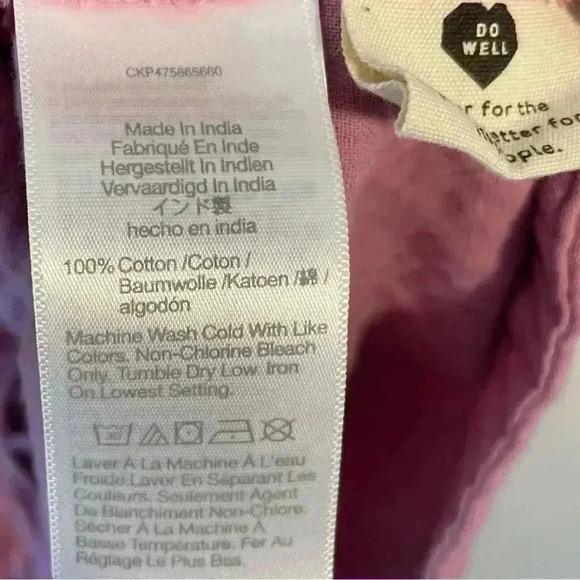 CKP475865660
Made In India
Fabriqué En Inde
Hergestellt In Indien
Vervaardigd In India
インド製
hecho en india
100% Cotton /Coton /
Baumwolle /Katoen /綿 /
algodón
Machine Wash Cold With Like
Colors. Non-Chlorine Bleach
Only. Tumble Dry Low. Iron
On Lowest Setting.
30
Laver À La Machine À L'eau
Froide.Laver En Séparant Les
Couleurs. Seulement Agent
De Blanchiment Non-Chlore.
Sécher À La Machine À
Basse Température. Fer Au
Réglage Le Plus Bas.
DO
WELL
for the
for